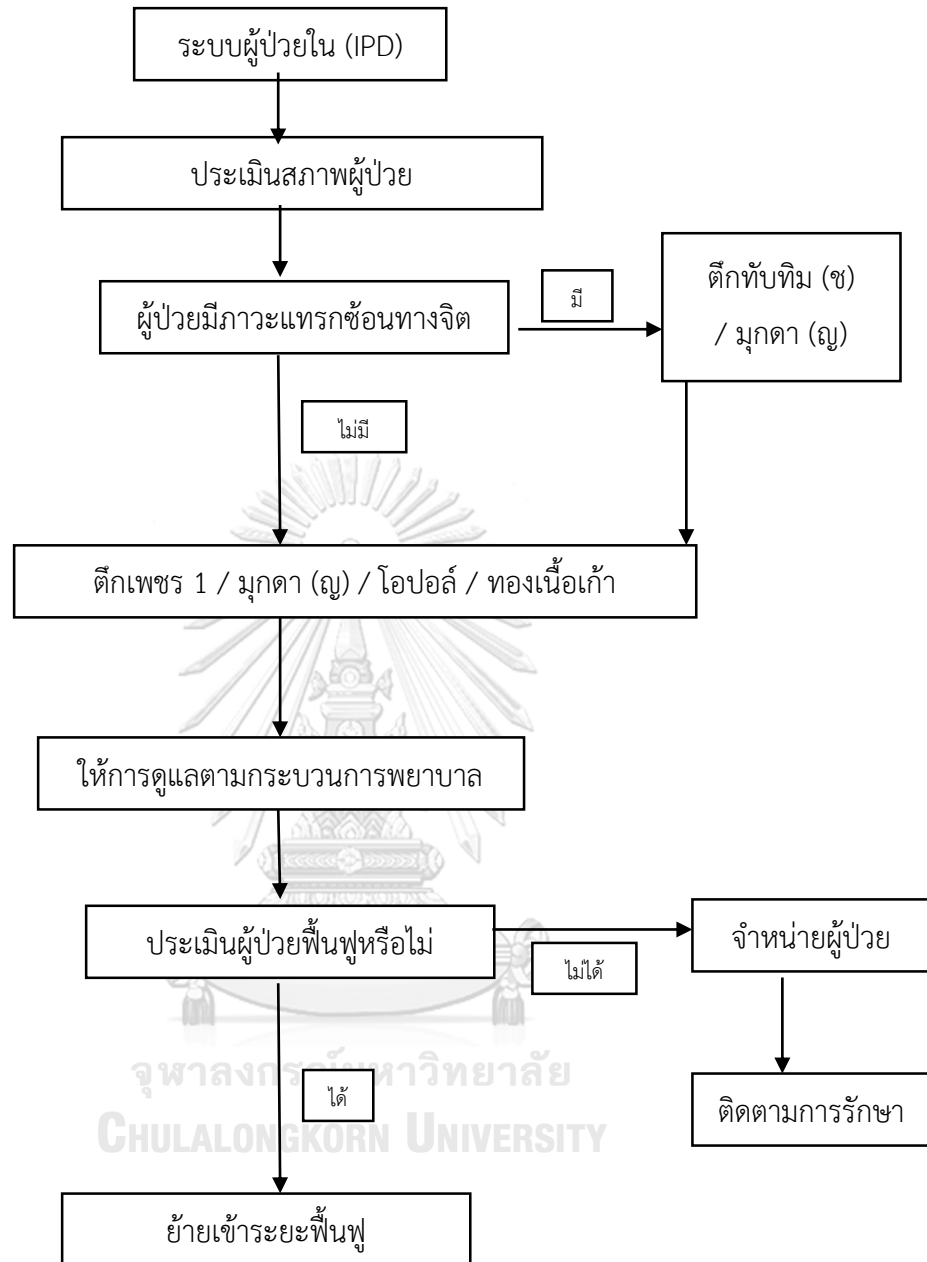 ระบบผู้ป่วยใน (IPD)
ประเมินสภาพผู้ป่วย
ผู้ป่วยมีภาวะแทรกซ้อนทางจิต
มี
ตึกทับทิม (ช)
/ มุกดา (ญ)
ไม่มี
ตึกเพชร 1 / มุกดา (ญ) / โอปอล์ / ทองเนื้อเก้า
ให้การดูแลตามกระบวนการพยาบาล
ประเมินผู้ป่วยฟื้นฟูหรือไม่
ไม่ได้
จำหน่ายผู้ป่วย
ติดตามการรักษา
จุฬาลงกรณ์มหาวิทยาลัย
CHULALONGKORN UNIVERSITY
ได้
ย้ายเข้าระยะฟื้นฟู